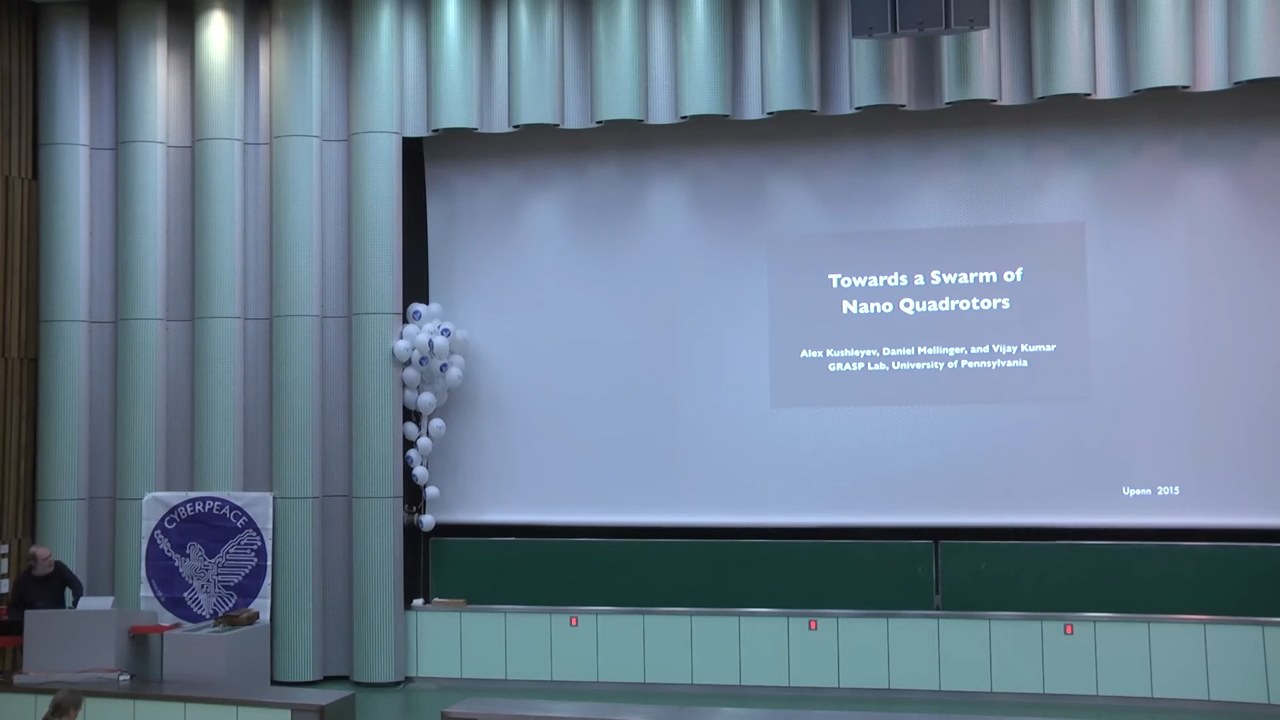 Towards a Swarm of
Nano Quadrotors
Alex Kushleyev, Daniel Mellinger, and Vijay Kumar
GRASP Lab, University of Pennsylvania
Upenn 2015
CYBERPEACE